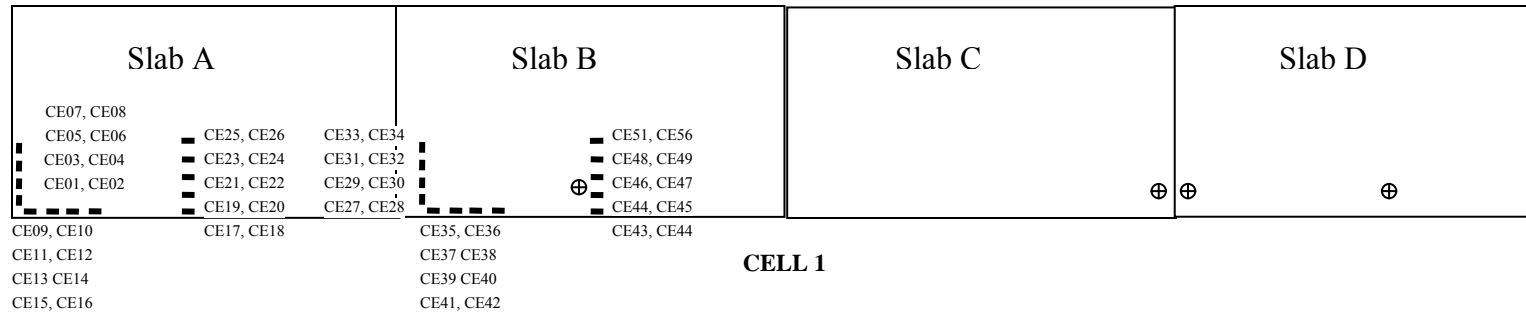 Slab A
Slab B
Slab C
Slab D
CE07, CE08
CE05, CE06
CE03, CE04
CE01, CE02
CE09, CE10
CE11, CE12
CE13 CE14
CE15, CE16
CE25, CE26
CE23, CE24
CE21, CE22
CE19, CE20
CE17, CE18
CE33, CE34
CE31, CE32
CE29, CE30
CE27, CE28
CE35, CE36
CE37 CE38
CE39 CE40
CE41, CE42
CE51, CE56
CE48, CE49
CE46, CE47
CE44, CE45
CE43, CE44
CELL 1